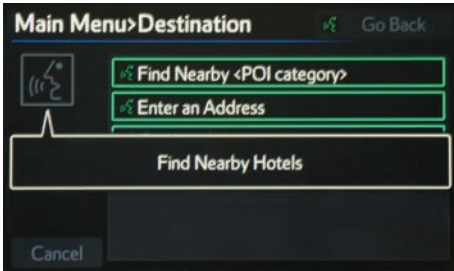 Main Menu>Destination Go Back
Find Nearby <POI category>
Enter an Address
Find Nearby Hotels
Cancel